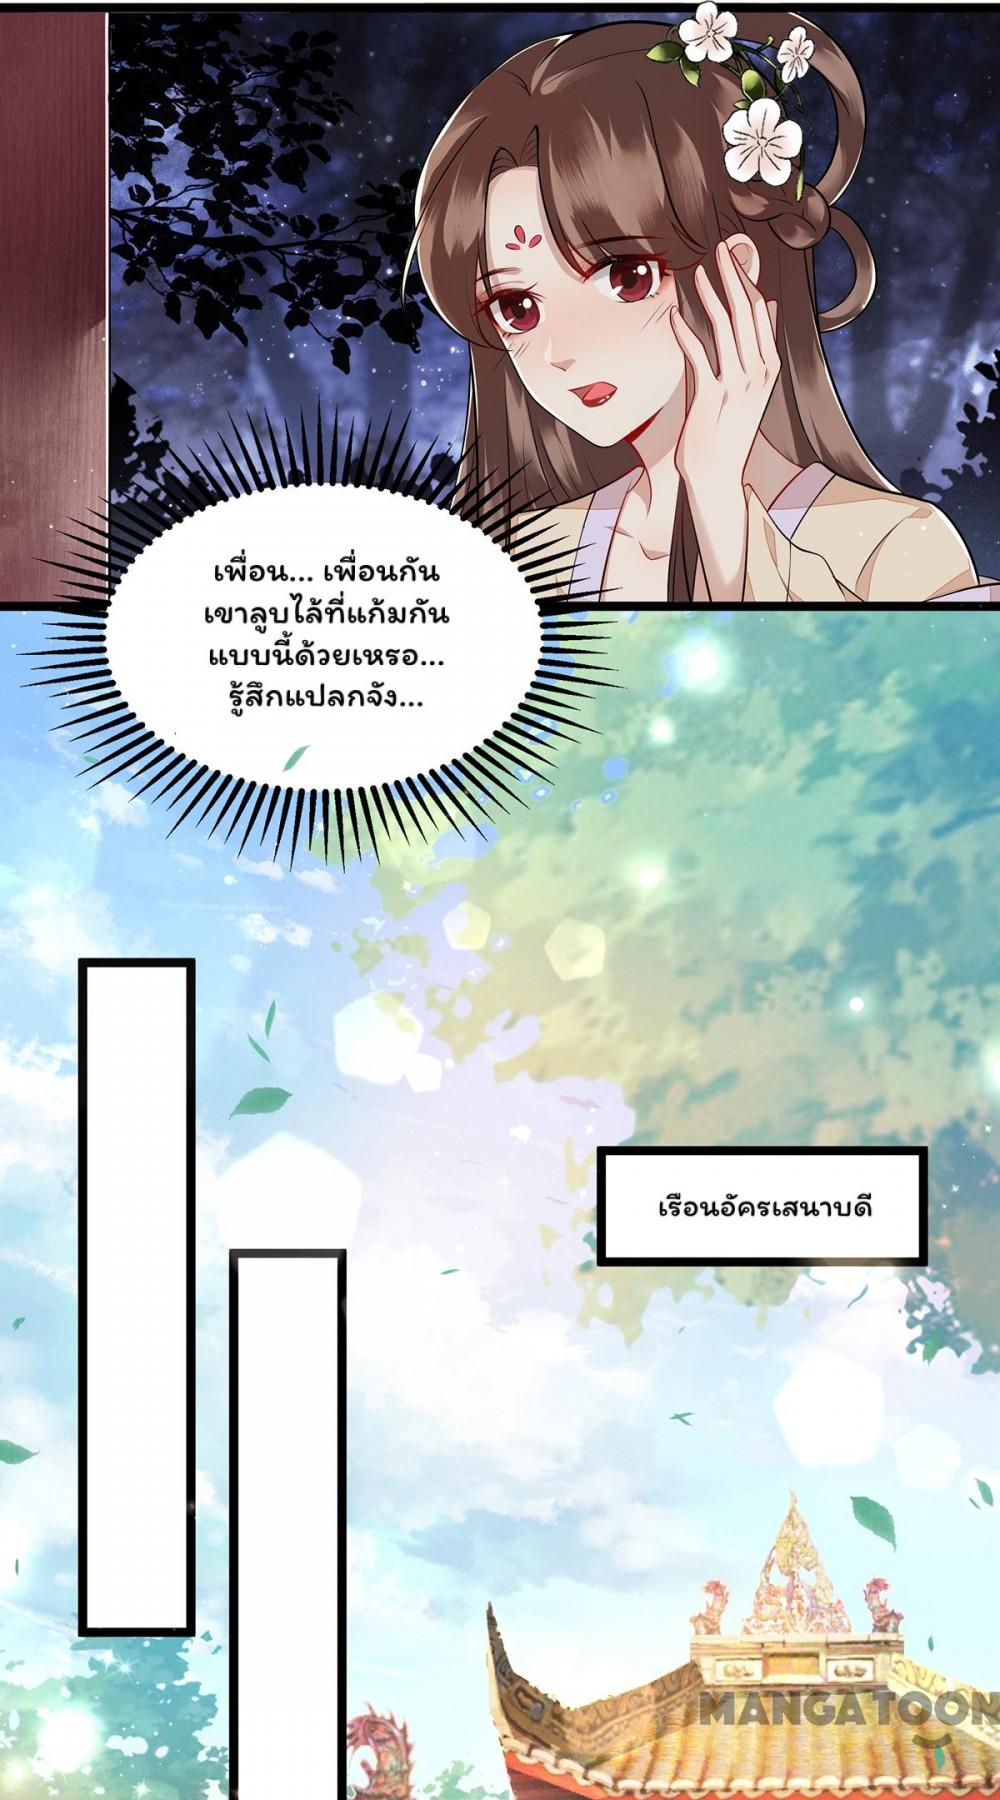 เพื่อน... เพื่อนกัน
เขาลูบไล้ที่แก้มกัน
แบบนี้ด้วยเหรอ...
รู้สึกแปลกจัง...
เรือนอัครเสนาบดี
MANGATOON